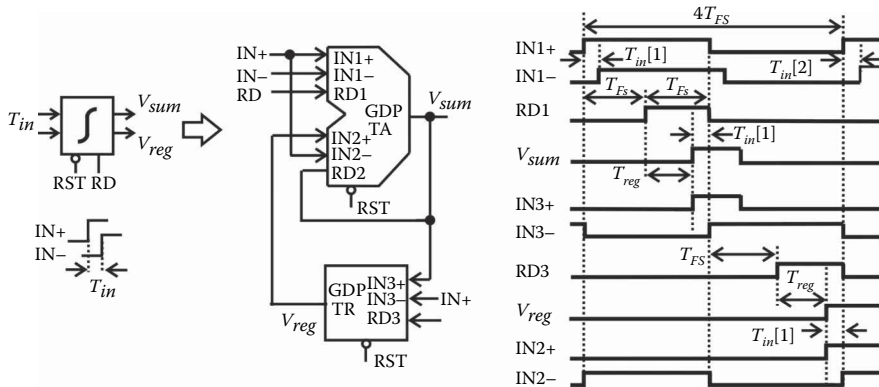 T_in
∫
V_sum
V_reg
RST RD
IN+
IN−
T_in
IN+
IN−
RD
IN1+
IN1−
RD1
GDP
TA
V_sum
IN2+
IN2−
RD2
RST
GDP
TR
IN3+
IN3−
RD3
IN+
V_reg
RST
4T_FS
IN1+
T_in[1]
T_in[2]
IN1−
T_Fs
T_Fs
RD1
T_in[1]
V_sum
T_reg
IN3+
IN3−
T_FS
RD3
T_reg
V_reg
T_in[1]
IN2+
IN2−